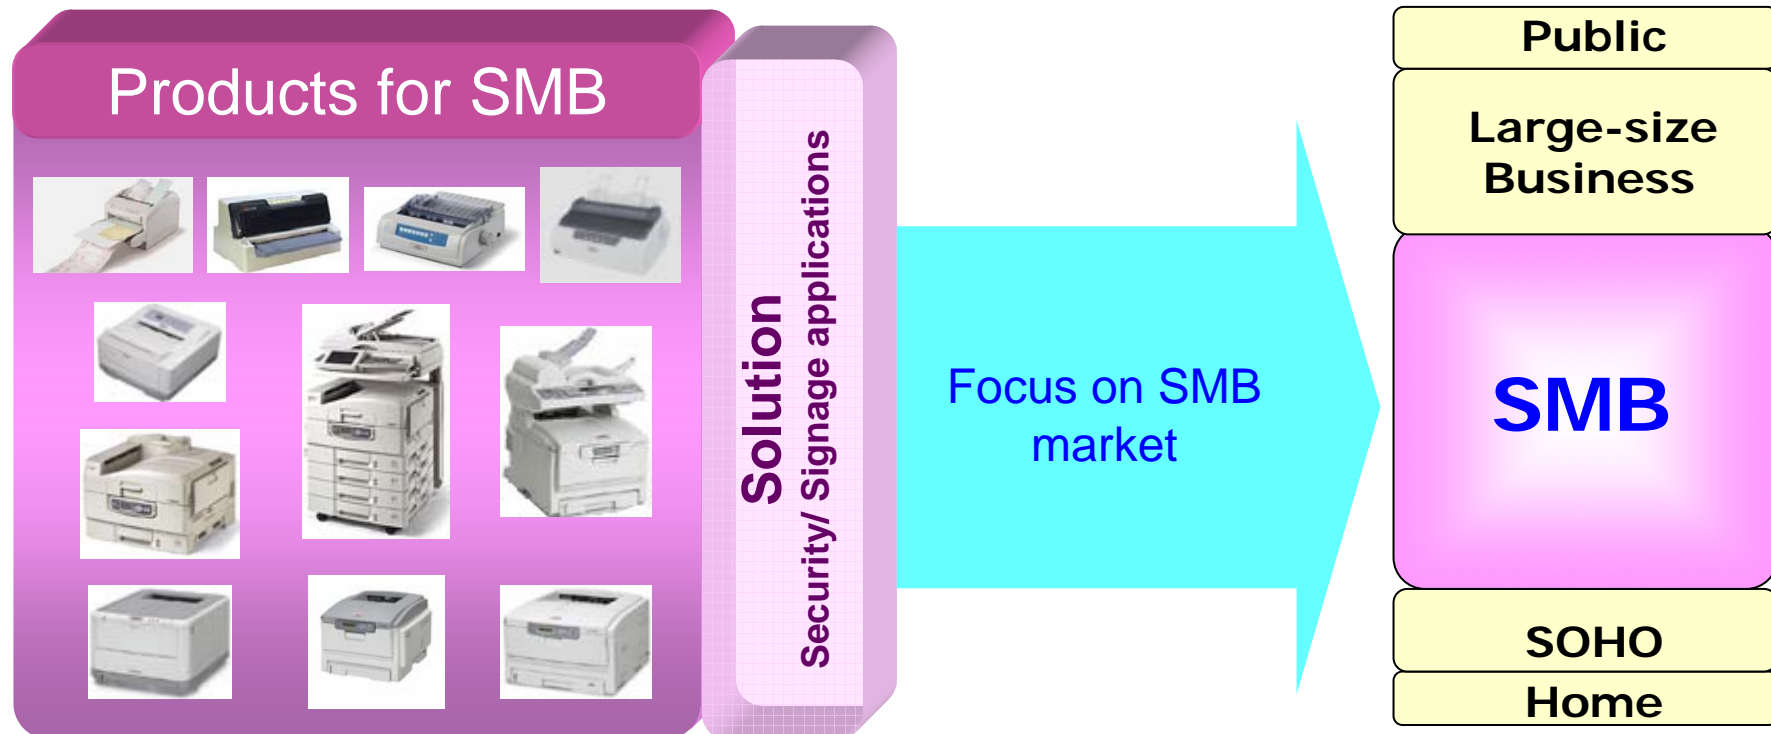 Products for SMB
Solution
Security/ Signage applications
Focus on SMB
market
Public
Large-size
Business
SMB
SOHO
Home